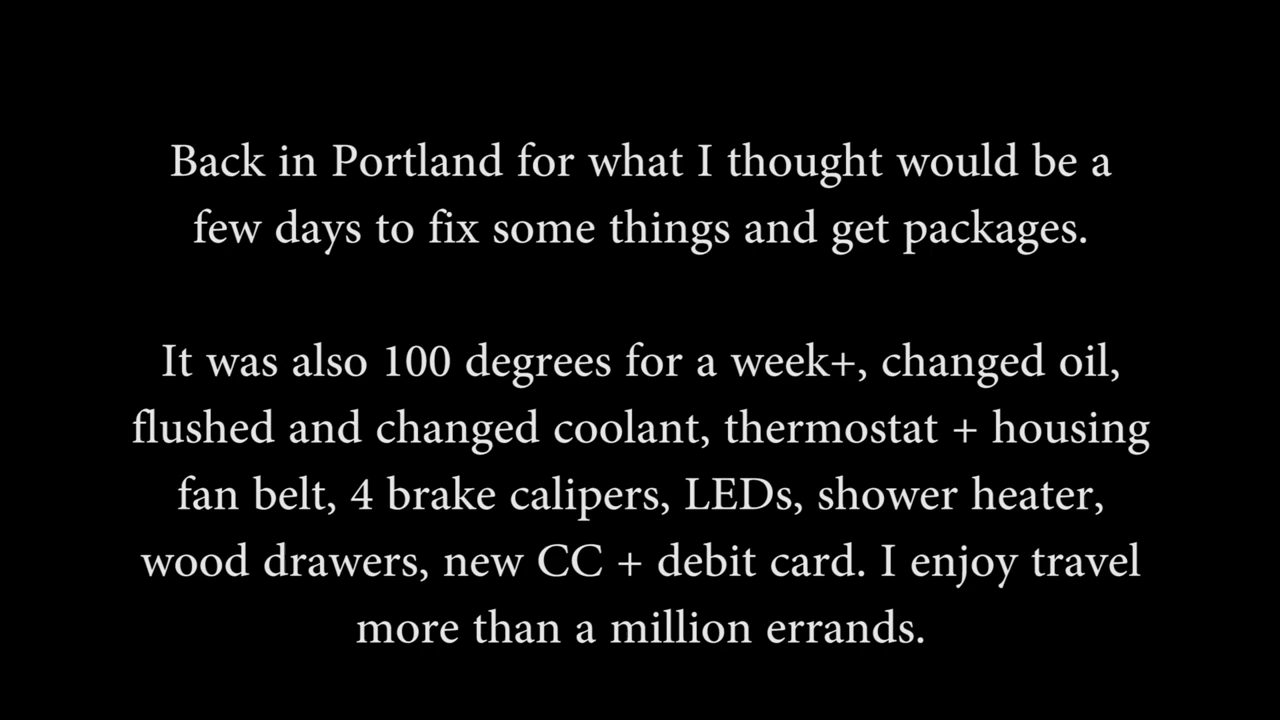 Back in Portland for what I thought would be a
few days to fix some things and get packages.
It was also 100 degrees for a week+, changed oil,
flushed and changed coolant, thermostat + housing
fan belt, 4 brake calipers, LEDs, shower heater,
wood drawers, new CC + debit card. I enjoy travel
more than a million errands.